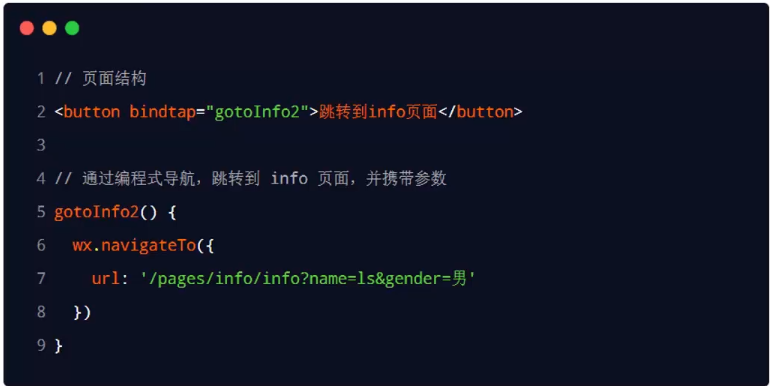 1 // 页面结构
2 <button bindtap="gotoInfo2">跳转到info页面</button>
3
4 // 通过编程式导航，跳转到 info 页面，并携带参数
5 gotoInfo2() {
6   wx.navigateTo({
7     url: '/pages/info/info?name=ls&gender=男'
8   })
9 }